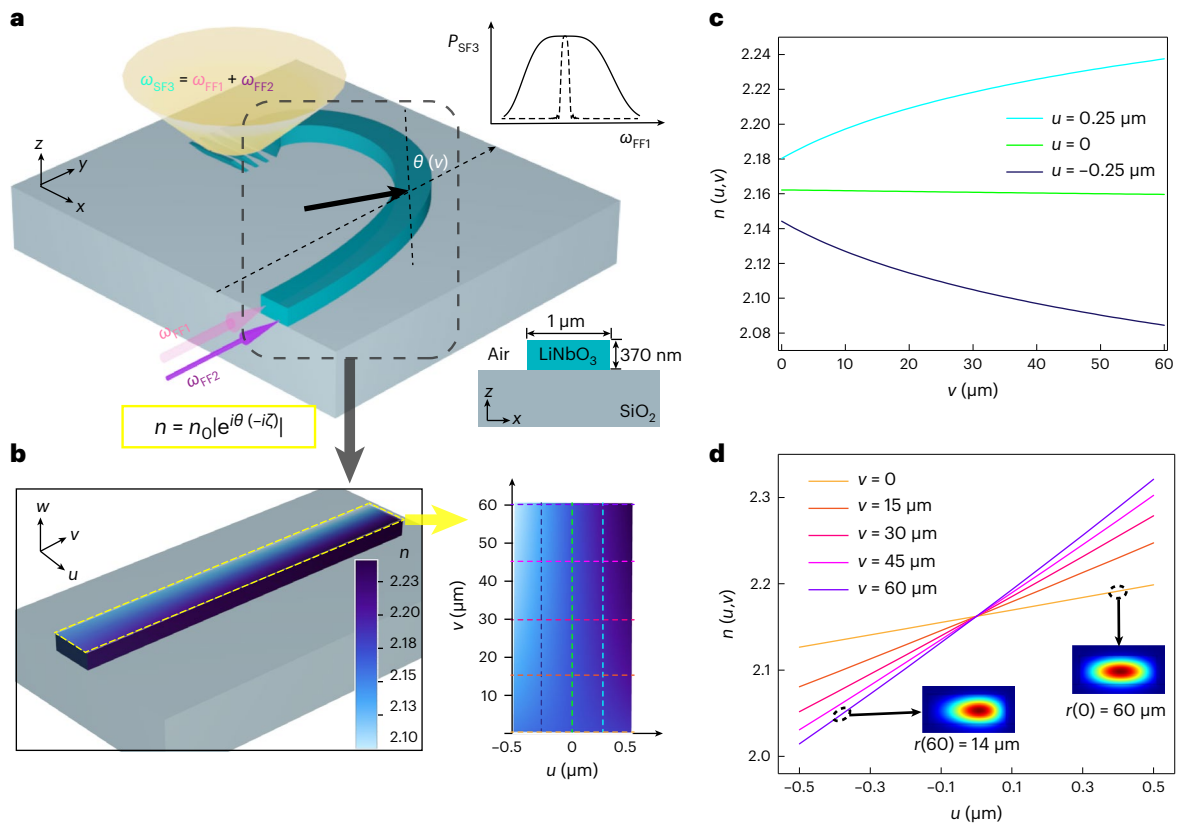 a
ω_SF3 = ω_FF1 + ω_FF2
z
y
x
θ (v)
ω_FF1
ω_FF2
P_SF3
ω_FF1
1 μm
Air
LiNbO₃
370 nm
z
x
SiO₂
n = n₀|e^{iθ (−iζ)}|
b
w
v
u
n
2.23
2.20
2.18
2.15
2.13
2.10
v (μm)
60
50
40
30
20
10
−0.5
0
0.5
u (μm)
c
n (u,v)
2.24
2.22
2.20
2.18
2.16
2.14
2.12
2.10
2.08
u = 0.25 μm
u = 0
u = −0.25 μm
0
10
20
30
40
50
60
v (μm)
d
n (u,v)
2.3
2.2
2.1
2.0
v = 0
v = 15 μm
v = 30 μm
v = 45 μm
v = 60 μm
r(0) = 60 μm
r(60) = 14 μm
−0.5
−0.3
−0.1
0.1
0.3
0.5
u (μm)